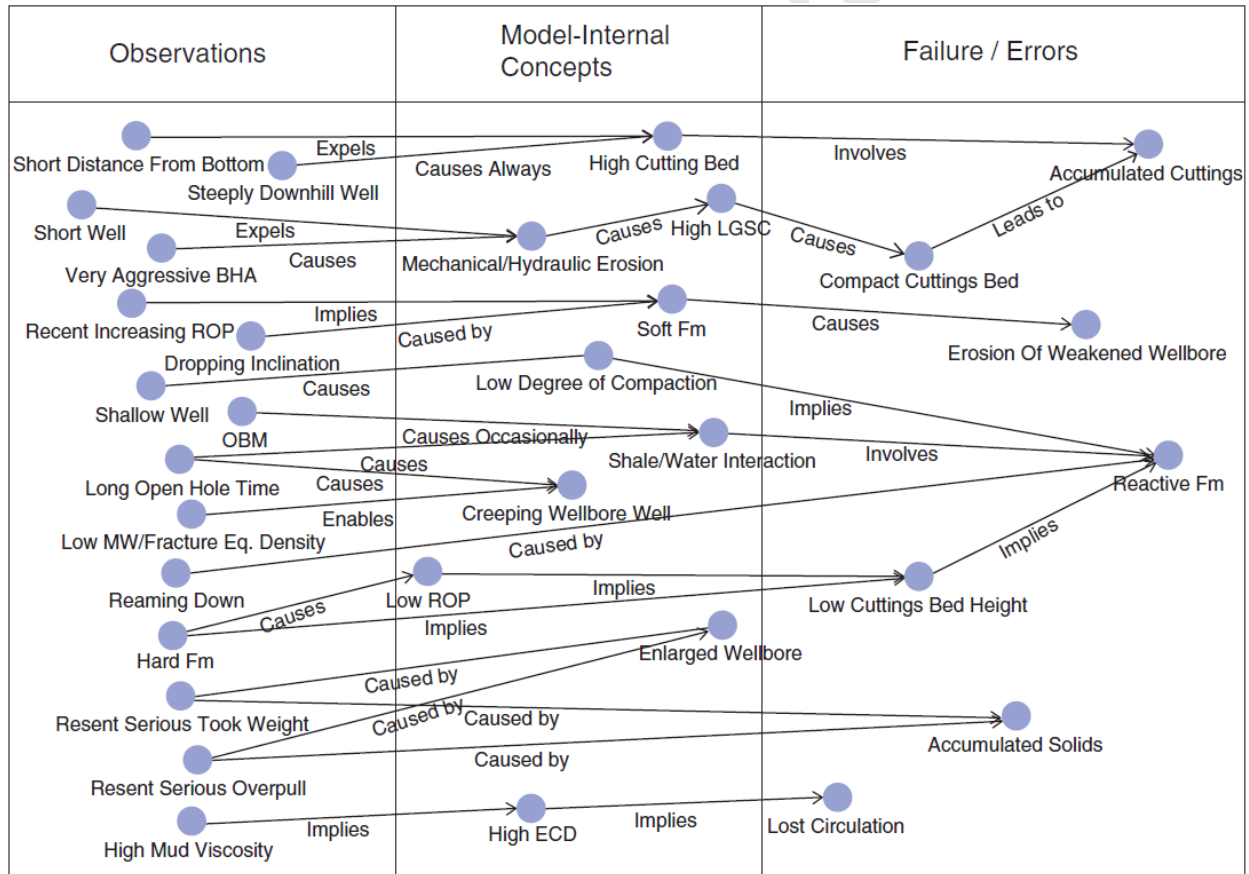 Observations
Model-Internal
Concepts
Failure / Errors
Short Distance From Bottom
Expels
High Cutting Bed
Involves
Accumulated Cuttings
Steeply Downhill Well
Causes Always
Short Well
Expels
Causes
High LGSC
Causes
Leads to
Very Aggressive BHA
Causes
Mechanical/Hydraulic Erosion
Compact Cuttings Bed
Recent Increasing ROP
Implies
Soft Fm
Causes
Erosion Of Weakened Wellbore
Dropping Inclination
Caused by
Shallow Well
Causes
Low Degree of Compaction
Implies
OBM
Causes Occasionally
Shale/Water Interaction
Involves
Reactive Fm
Long Open Hole Time
Causes
Causes
Creeping Wellbore Well
Low MW/Fracture Eq. Density
Enables
Caused by
Implies
Reaming Down
Causes
Low ROP
Implies
Low Cuttings Bed Height
Hard Fm
Implies
Enlarged Wellbore
Resent Serious Took Weight
Caused by
Caused by
Caused by
Accumulated Solids
Resent Serious Overpull
Caused by
High Mud Viscosity
Implies
High ECD
Implies
Lost Circulation